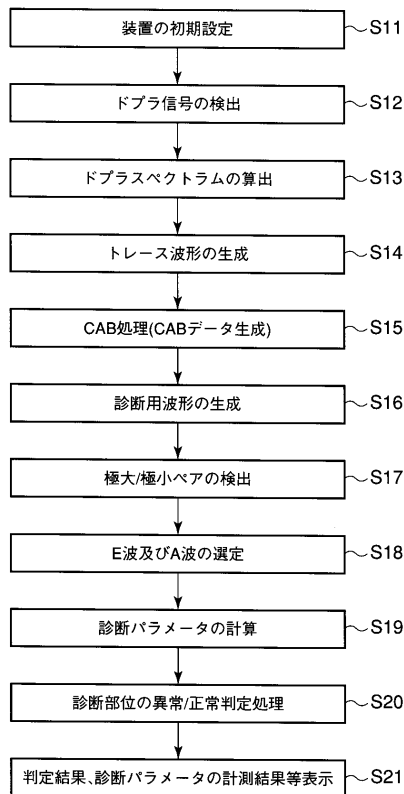 装置の初期設定 S11
ドプラ信号の検出 S12
ドプラスペクトラムの算出 S13
トレース波形の生成 S14
CAB処理(CABデータ生成) S15
診断用波形の生成 S16
極大/極小ペアの検出 S17
E波及びA波の選定 S18
診断パラメータの計算 S19
診断部位の異常/正常判定処理 S20
判定結果、診断パラメータの計測結果等表示 S21